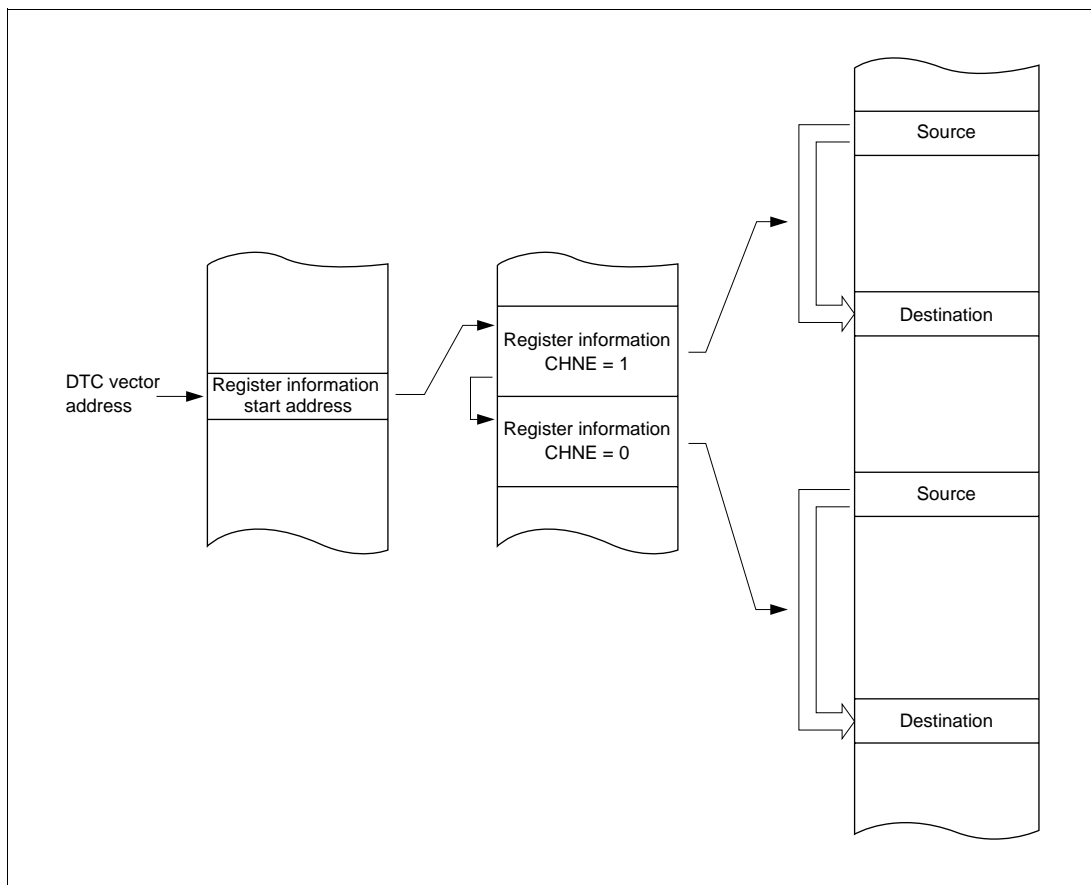 DTC vector
address
Register information
start address
Register information
CHNE = 1
Register information
CHNE = 0
Source
Destination
Source
Destination